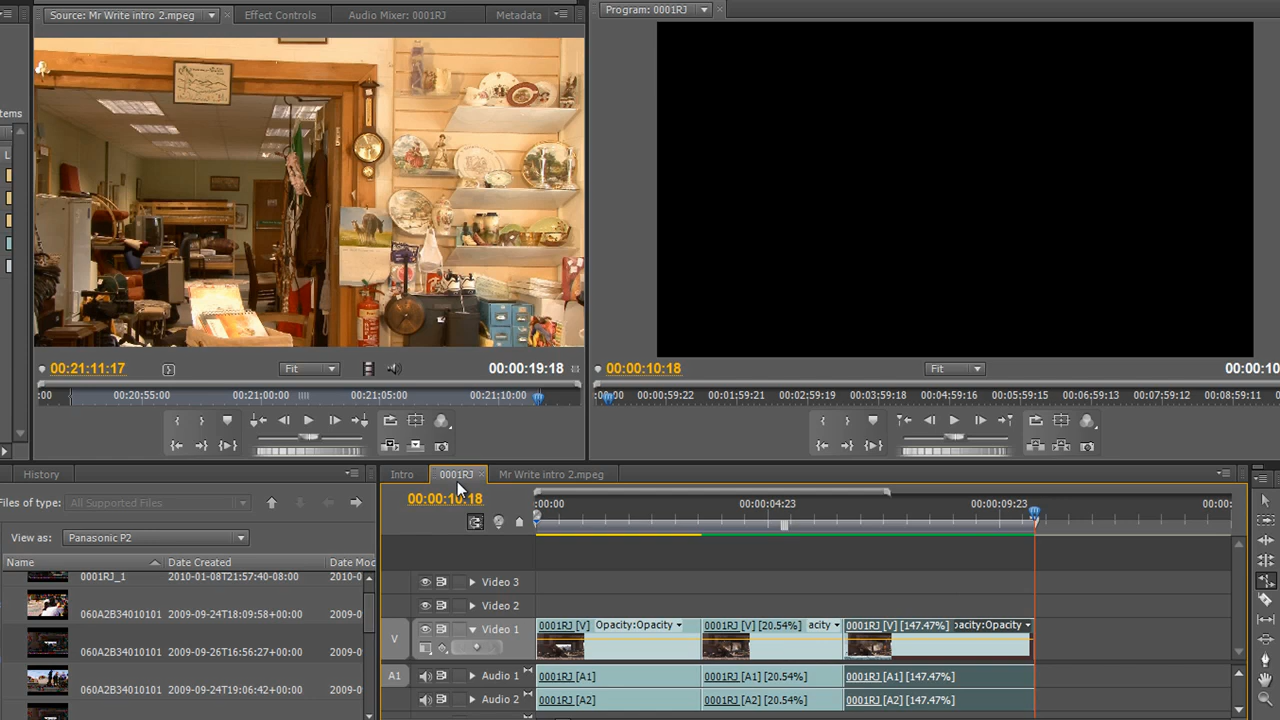 Source: Mr Write intro 2.mpeg
Effect Controls
Audio Mixer: 0001RJ
Metadata
Program: 0001RJ
tems
L
00:21:11:17
Fit
00:00:19:18
:00
00:20:55:00
00:21:00:00
00:21:05:00
00:21:10:00
00:00:10:18
Fit
00:00:10
00:00:59:22
00:01:59:21
00:02:59:19
00:03:59:18
00:04:59:16
00:05:59:15
00:06:59:13
00:07:59:12
00:08:59:11
History
Files of type:
All Supported Files
View as:
Panasonic P2
Name
Date Created
Date Mod
0001RJ_1
2010-01-08T21:57:40-08:00
2010-0
060A2B34010101
2009-09-24T18:09:58+00:00
2009-0
060A2B34010101
2009-09-26T16:56:27+00:00
2009-0
060A2B34010101
2009-09-24T19:06:42+00:00
2009-0
Intro
0001RJ
Mr Write intro 2.mpeg
00:00:10:18
:00:00
00:00:04:23
00:00:09:23
00:00:
Video 3
Video 2
V
Video 1
0001RJ [V] Opacity:Opacity
0001RJ [V] [20.54%] acity
0001RJ [V] [147.47%] pacity:Opacity
A1
Audio 1
0001RJ [A1]
0001RJ [A1] [20.54%]
0001RJ [A1] [147.47%]
Audio 2
0001RJ [A2]
0001RJ [A2] [20.54%]
0001RJ [A2] [147.47%]